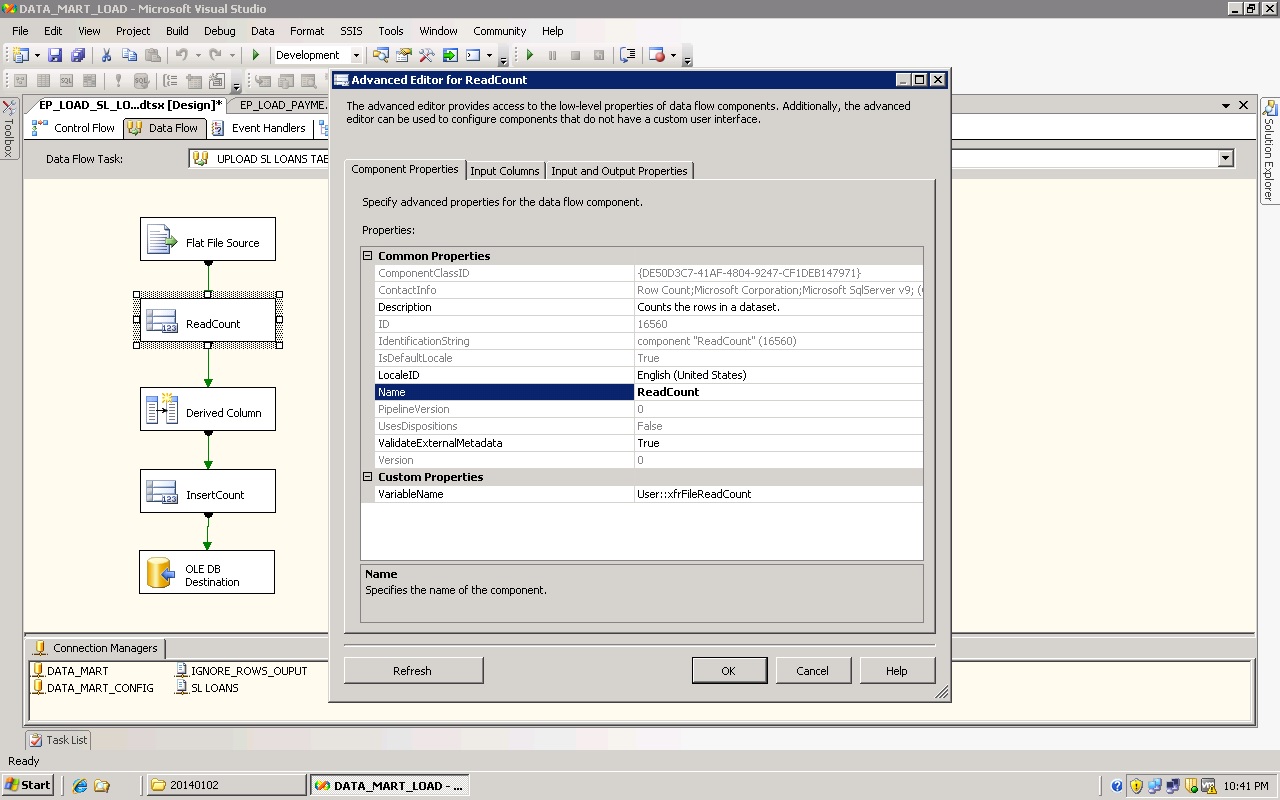 DATA_MART_LOAD - Microsoft Visual Studio
File Edit View Project Build Debug Data Format SSIS Tools Window Community Help
Development
EP_LOAD_SL_LO...dtsx [Design]* EP_LOAD_PAYME.
Control Flow Data Flow Event Handlers
Data Flow Task: UPLOAD SL LOANS TAB
Toolbox
Solution Explorer
Flat File Source
ReadCount
Derived Column
InsertCount
OLE DB
Destination
Advanced Editor for ReadCount
The advanced editor provides access to the low-level properties of data flow components. Additionally, the advanced
editor can be used to configure components that do not have a custom user interface.
Component Properties Input Columns Input and Output Properties
Specify advanced properties for the data flow component.
Properties:
Common Properties
ComponentClassID {DE50D3C7-41AF-4804-9247-CF1DEB147971}
ContactInfo Row Count;Microsoft Corporation;Microsoft SqlServer v9; (
Description Counts the rows in a dataset.
ID 16560
IdentificationString component "ReadCount" (16560)
IsDefaultLocale True
LocaleID English (United States)
Name ReadCount
PipelineVersion 0
UsesDispositions False
ValidateExternalMetadata True
Version 0
Custom Properties
VariableName User::xfrFileReadCount
Name
Specifies the name of the component.
Refresh OK Cancel Help
Connection Managers
DATA_MART IGNORE_ROWS_OUPUT
DATA_MART_CONFIG SL LOANS
Task List
Ready
Start 20140102 DATA_MART_LOAD - ... 10:41 PM